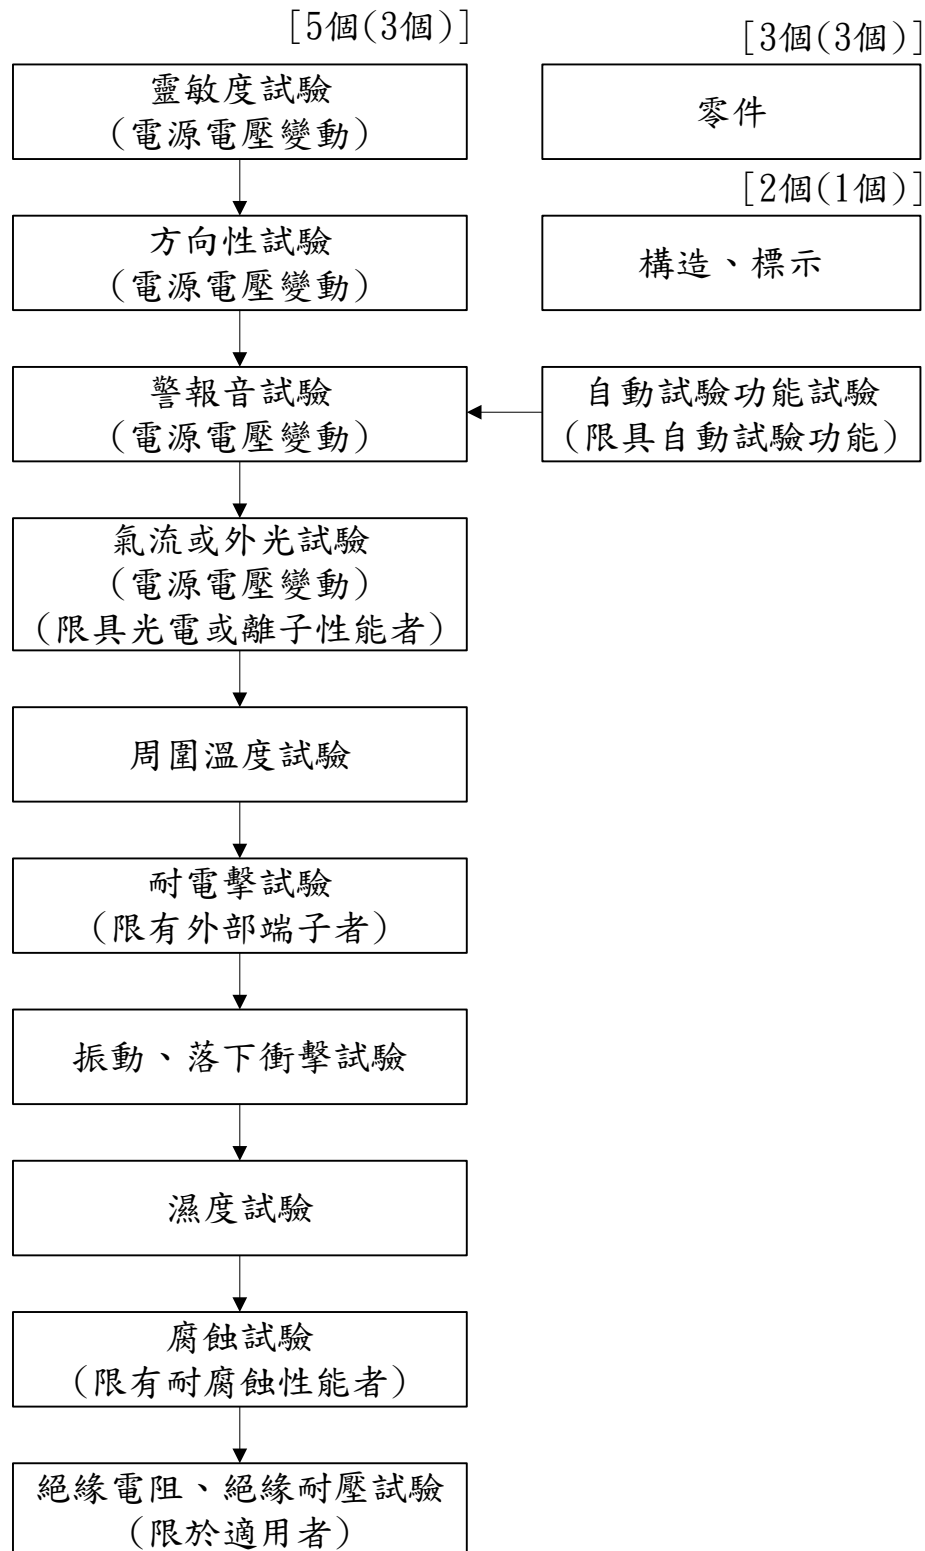 [5個(3個)]
靈敏度試驗
(電源電壓變動)
方向性試驗
(電源電壓變動)
警報音試驗
(電源電壓變動)
氣流或外光試驗
(電源電壓變動)
(限具光電或離子性能者)
周圍溫度試驗
耐電擊試驗
(限有外部端子者)
振動、落下衝擊試驗
濕度試驗
腐蝕試驗
(限有耐腐蝕性能者)
絕緣電阻、絕緣耐壓試驗
(限於適用者)
[3個(3個)]
零件
[2個(1個)]
構造、標示
自動試驗功能試驗
(限具自動試驗功能)